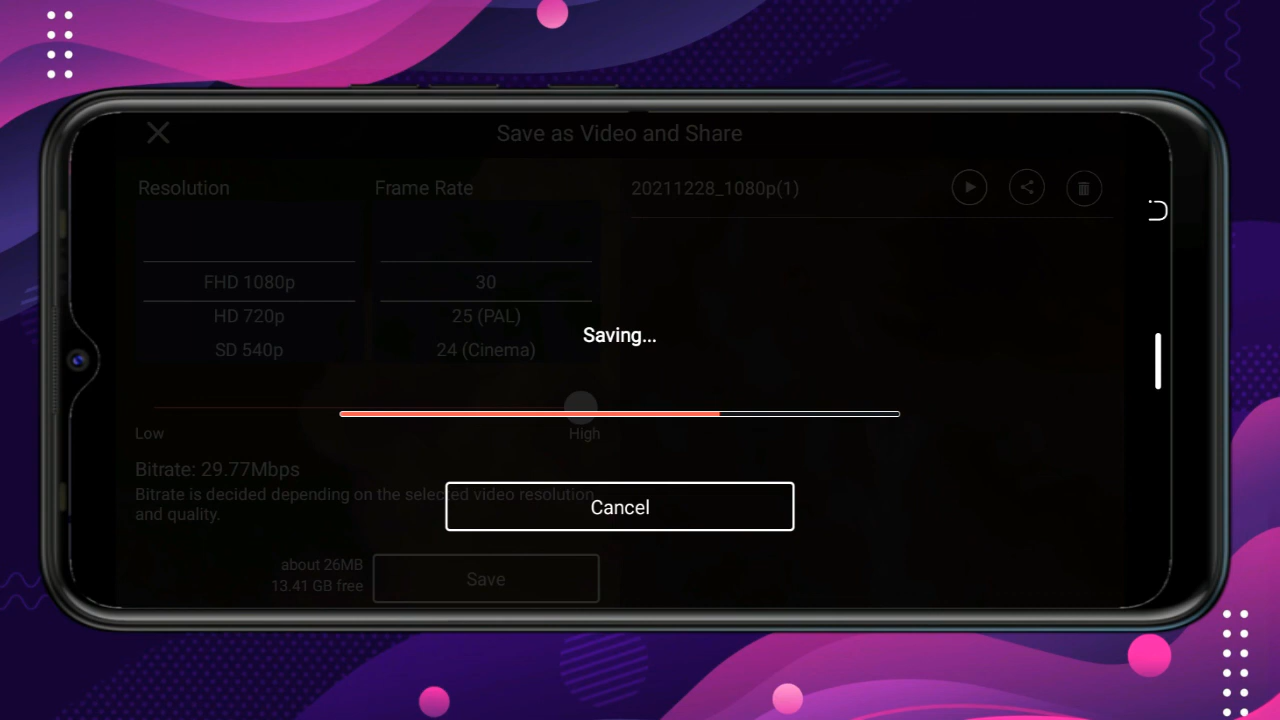 Save as Video and Share
Resolution
Frame Rate
20211228_1080p(1)
FHD 1080p
30
HD 720p
25 (PAL)
SD 540p
24 (Cinema)
Saving...
Low
High
Bitrate: 29.77Mbps
Bitrate is decided depending on the selected video resolution
and quality.
Cancel
about 26MB
13.41 GB free
Save